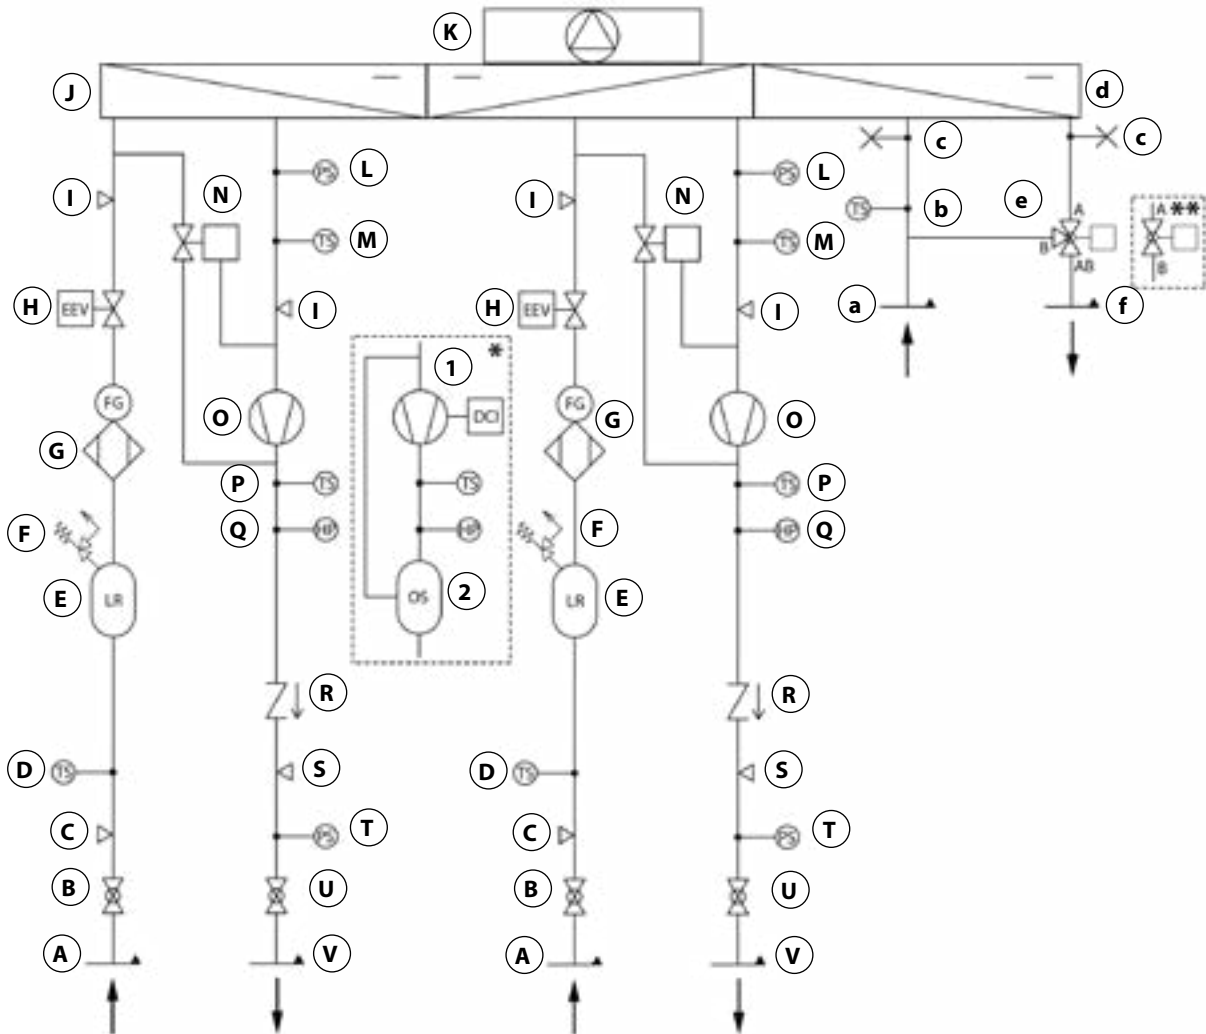 K
J
d
L
c
c
I
N
PS
I
N
L
PS
b
e
A
A **
TS
M
TS
M
TS
B
AB
B
H
EEV
I
H
EEV
I
a
f
*
1
FG
O
DCI
FG
G
O
G
P
TS
TS
TS
P
F
Q
HP
HP
F
HP
Q
E
LR
OS
2
LR
E
R
R
D
TS
S
D
TS
S
C
PS
T
C
PS
T
B
U
B
U
A
V
A
V